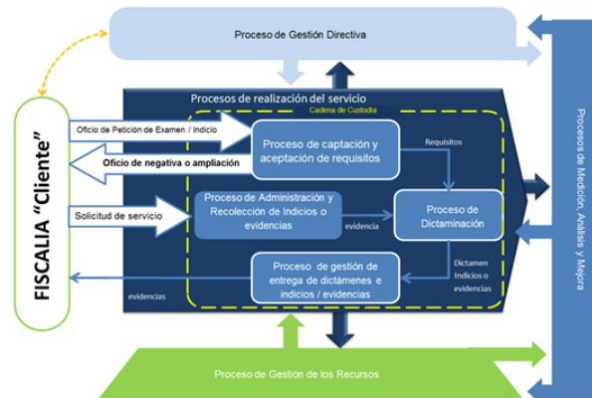 Proceso de Gestión Directiva
Procesos de realización del servicio
Cadena de Custodia
FISCALIA "Cliente"
Oficio de Petición de Examen / Indicio
Oficio de negativa o ampliación
Proceso de captación y
aceptación de requisitos
Requisitos
Solicitud de servicio
Proceso de Administración y
Recolección de Indicios o
evidencias
evidencia
Proceso de
Dictaminación
Proceso de gestión de
entrega de dictámenes e
indicios / evidencias
Dictamen
Indicios o
evidencias
evidencias
Procesos de Medición, Análisis y Mejora
Proceso de Gestión de los Recursos